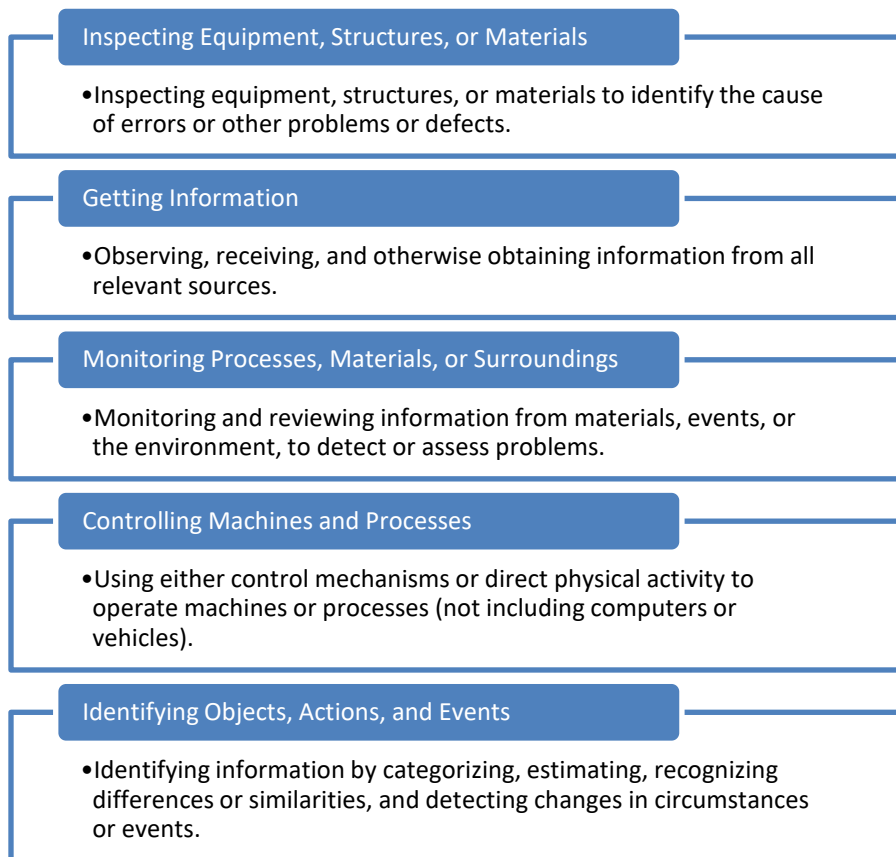 Inspecting Equipment, Structures, or Materials
•Inspecting equipment, structures, or materials to identify the cause
of errors or other problems or defects.
Getting Information
•Observing, receiving, and otherwise obtaining information from all
relevant sources.
Monitoring Processes, Materials, or Surroundings
•Monitoring and reviewing information from materials, events, or
the environment, to detect or assess problems.
Controlling Machines and Processes
•Using either control mechanisms or direct physical activity to
operate machines or processes (not including computers or
vehicles).
Identifying Objects, Actions, and Events
•Identifying information by categorizing, estimating, recognizing
differences or similarities, and detecting changes in circumstances
or events.